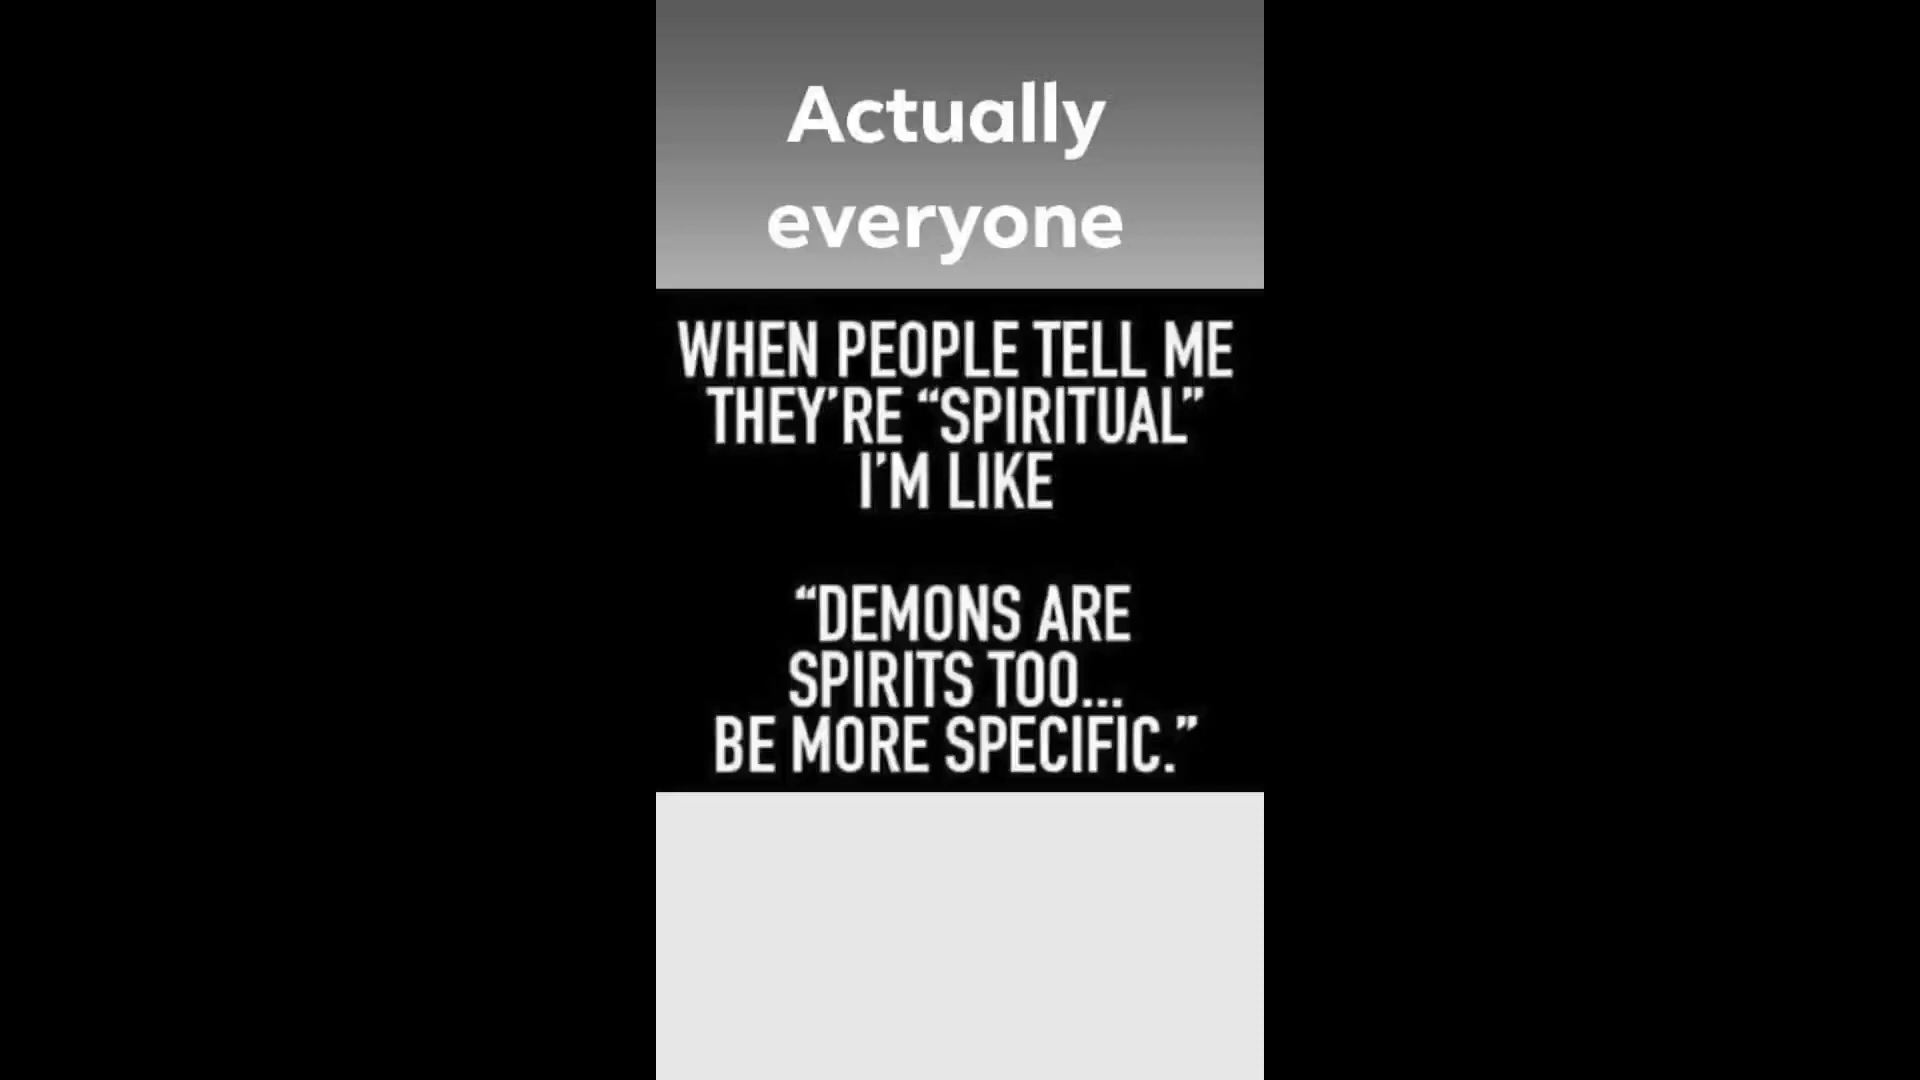 Actually
everyone
WHEN PEOPLE TELL ME
THEY'RE “SPIRITUAL”
I'M LIKE
“DEMONS ARE
SPIRITS TOO...
BE MORE SPECIFIC.”